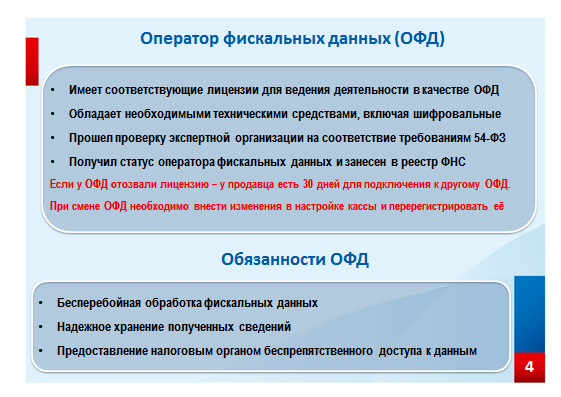 Оператор фискальных данных (ОФД)
• Имеет соответствующие лицензии для ведения деятельности в качестве ОФД
• Обладает необходимыми техническими средствами, включая шифровальные
• Прошел проверку экспертной организации на соответствие требованиям 54-ФЗ
• Получил статус оператора фискальных данных и занесен в реестр ФНС
Если у ОФД отозвали лицензию – у продавца есть 30 дней для подключения к другому ОФД.
При смене ОФД необходимо внести изменения в настройке кассы и перерегистрировать её
Обязанности ОФД
• Бесперебойная обработка фискальных данных
• Надежное хранение полученных сведений
• Предоставление налоговым органом беспрепятственного доступа к данным
4